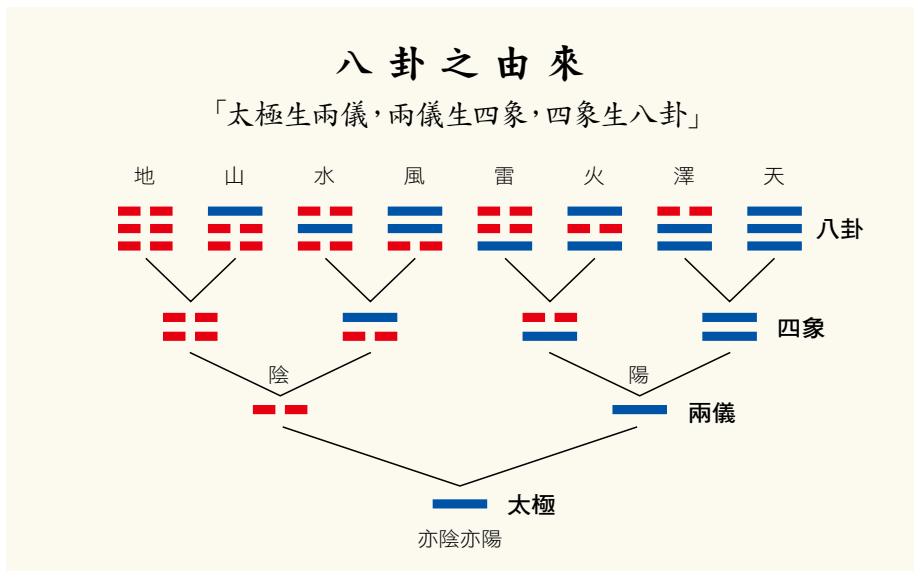 八卦之由來
「太極生兩儀，兩儀生四象，四象生八卦」
地 山 水 風 雷 火 澤 天
八卦
四象
陰 陽
兩儀
太極
亦陰亦陽